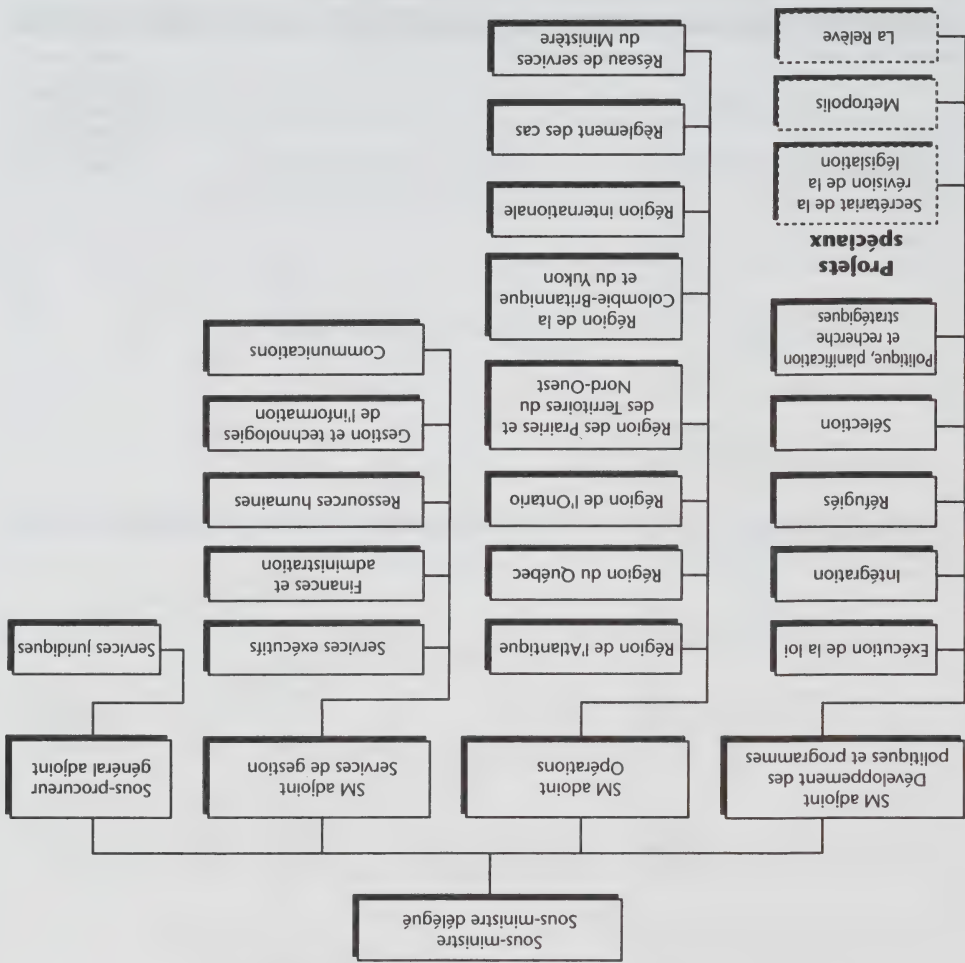 Sous-ministre
Sous-ministre délégué
SM adjoint
Développement des
politiques et programmes
Exécution de la loi
Intégration
Réfugiés
Sélection
Politique, planification
et recherche
stratégiques
Projets
spéciaux
Secrétariat de la
révision de la
législation
Metropolis
La Relève
SM adoint
Opérations
Région de l'Atlantique
Région du Québec
Région de l'Ontario
Région des Prairies et
des Territoires du
Nord-Ouest
Région de la
Colombie-Britannique
et du Yukon
Région internationale
Règlement des cas
Réseau de services
du Ministère
SM adjoint
Services de gestion
Services exécutifs
Finances et
administration
Ressources humaines
Gestion et technologies
de l'information
Communications
Sous-procureur
général adjoint
Services juridiques